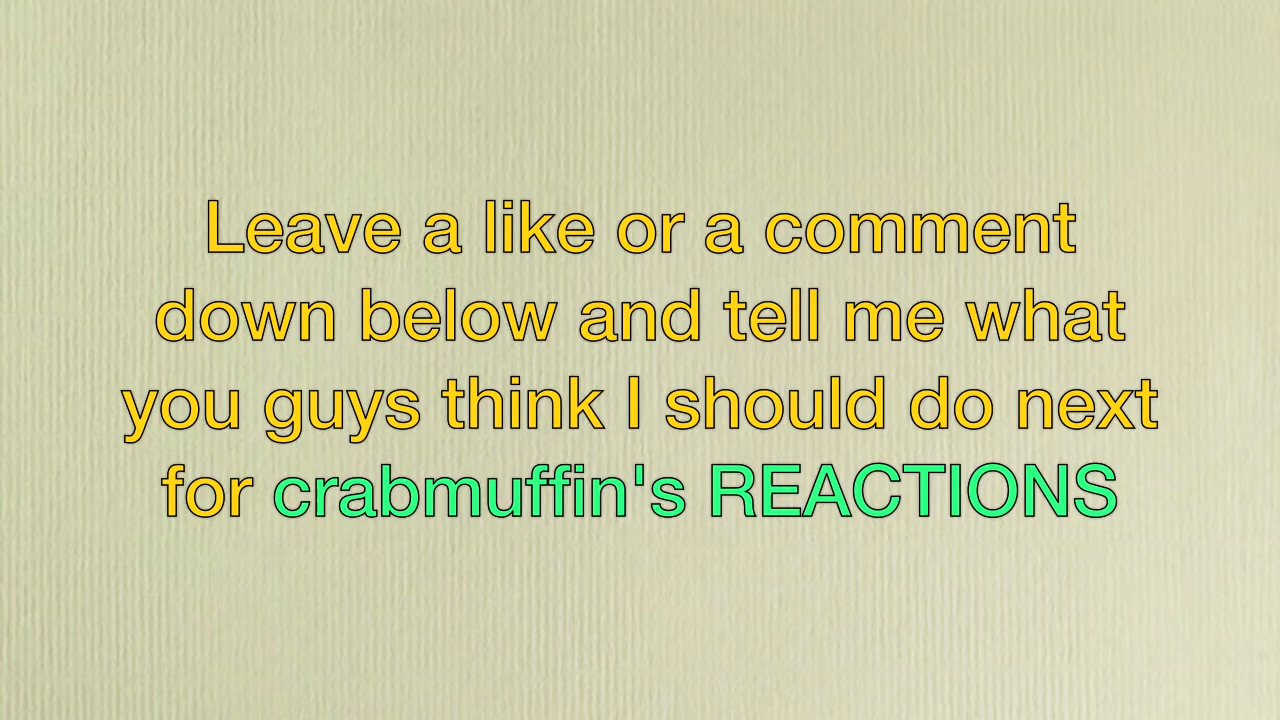 Leave a like or a comment
down below and tell me what
you guys think I should do next
for crabmuffin's REACTIONS